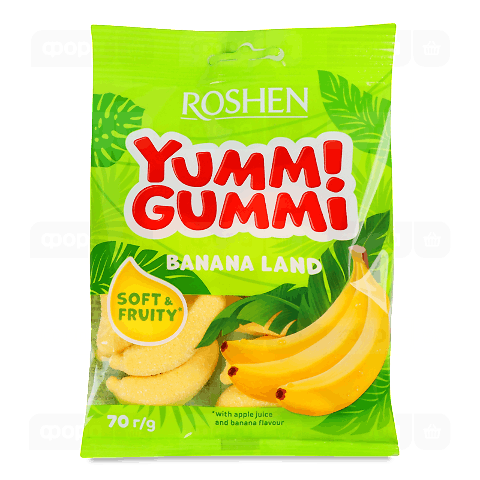 ROSHEN
YUMMI
GUMMI
BANANA LAND
SOFT &
FRUITY*
*with apple juice
and banana flavour
70 г/g